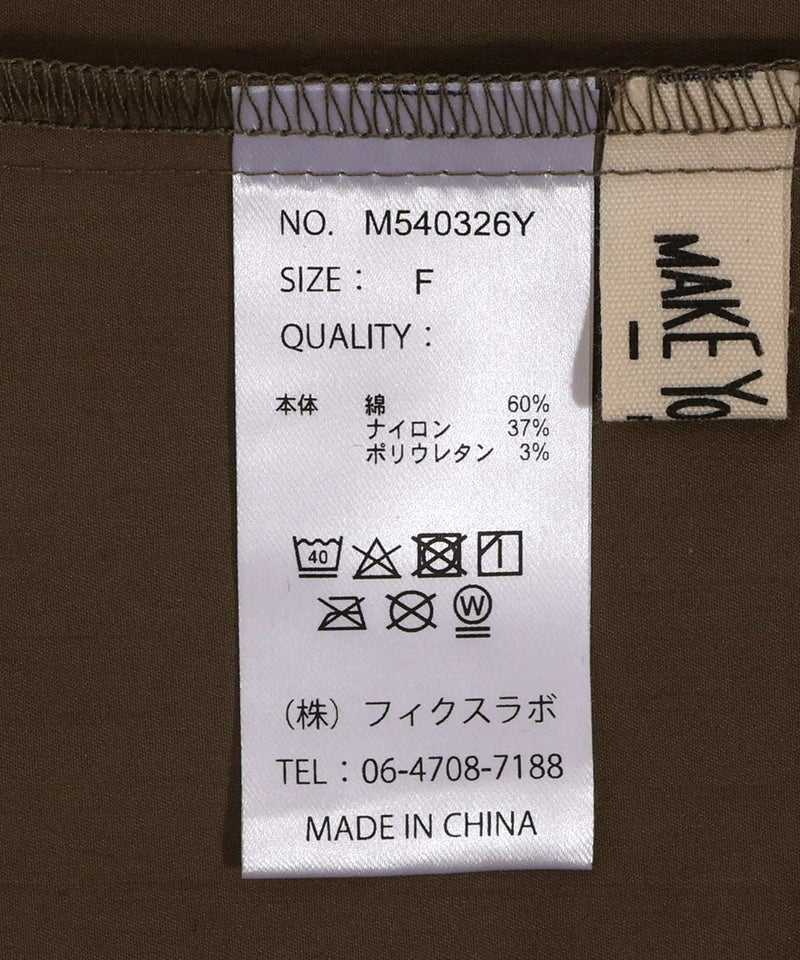 NO. M540326Y
SIZE： F
QUALITY：
本体 綿 60%
ナイロン 37%
ポリウレタン 3%
40
W
（株）フィクスラボ
TEL：06-4708-7188
MADE IN CHINA
MAKE Yo